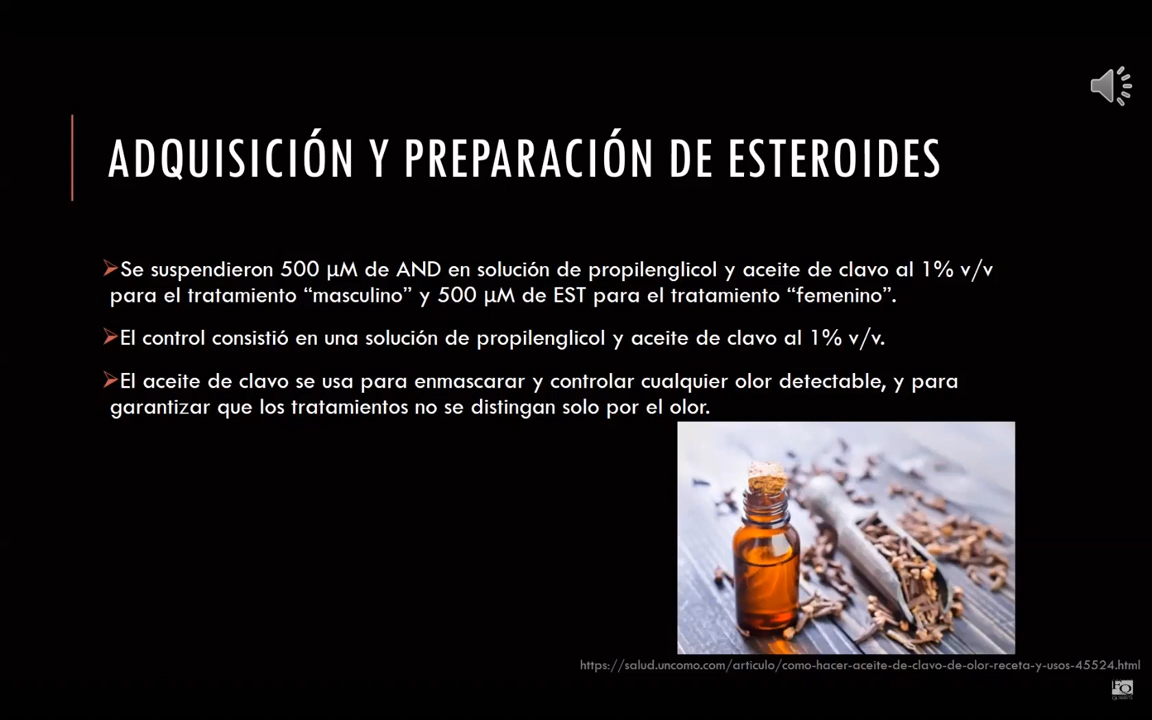 ADQUISICIÓN Y PREPARACIÓN DE ESTEROIDES
Se suspendieron 500 µM de AND en solución de propilenglicol y aceite de clavo al 1% v/v
para el tratamiento “masculino” y 500 µM de EST para el tratamiento “femenino”.
El control consistió en una solución de propilenglicol y aceite de clavo al 1% v/v.
El aceite de clavo se usa para enmascarar y controlar cualquier olor detectable, y para
garantizar que los tratamientos no se distingan solo por el olor.
https://salud.uncomo.com/articulo/como-hacer-aceite-de-clavo-de-olor-receta-y-usos-45524.html